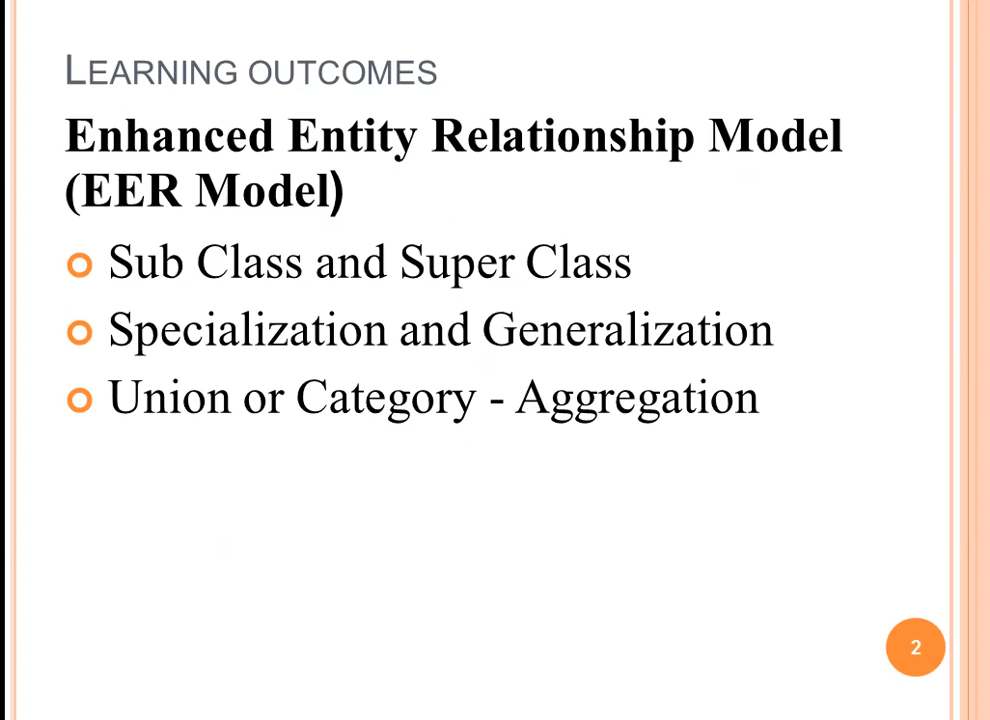 LEARNING OUTCOMES
Enhanced Entity Relationship Model
(EER Model)
Sub Class and Super Class
Specialization and Generalization
Union or Category - Aggregation
2